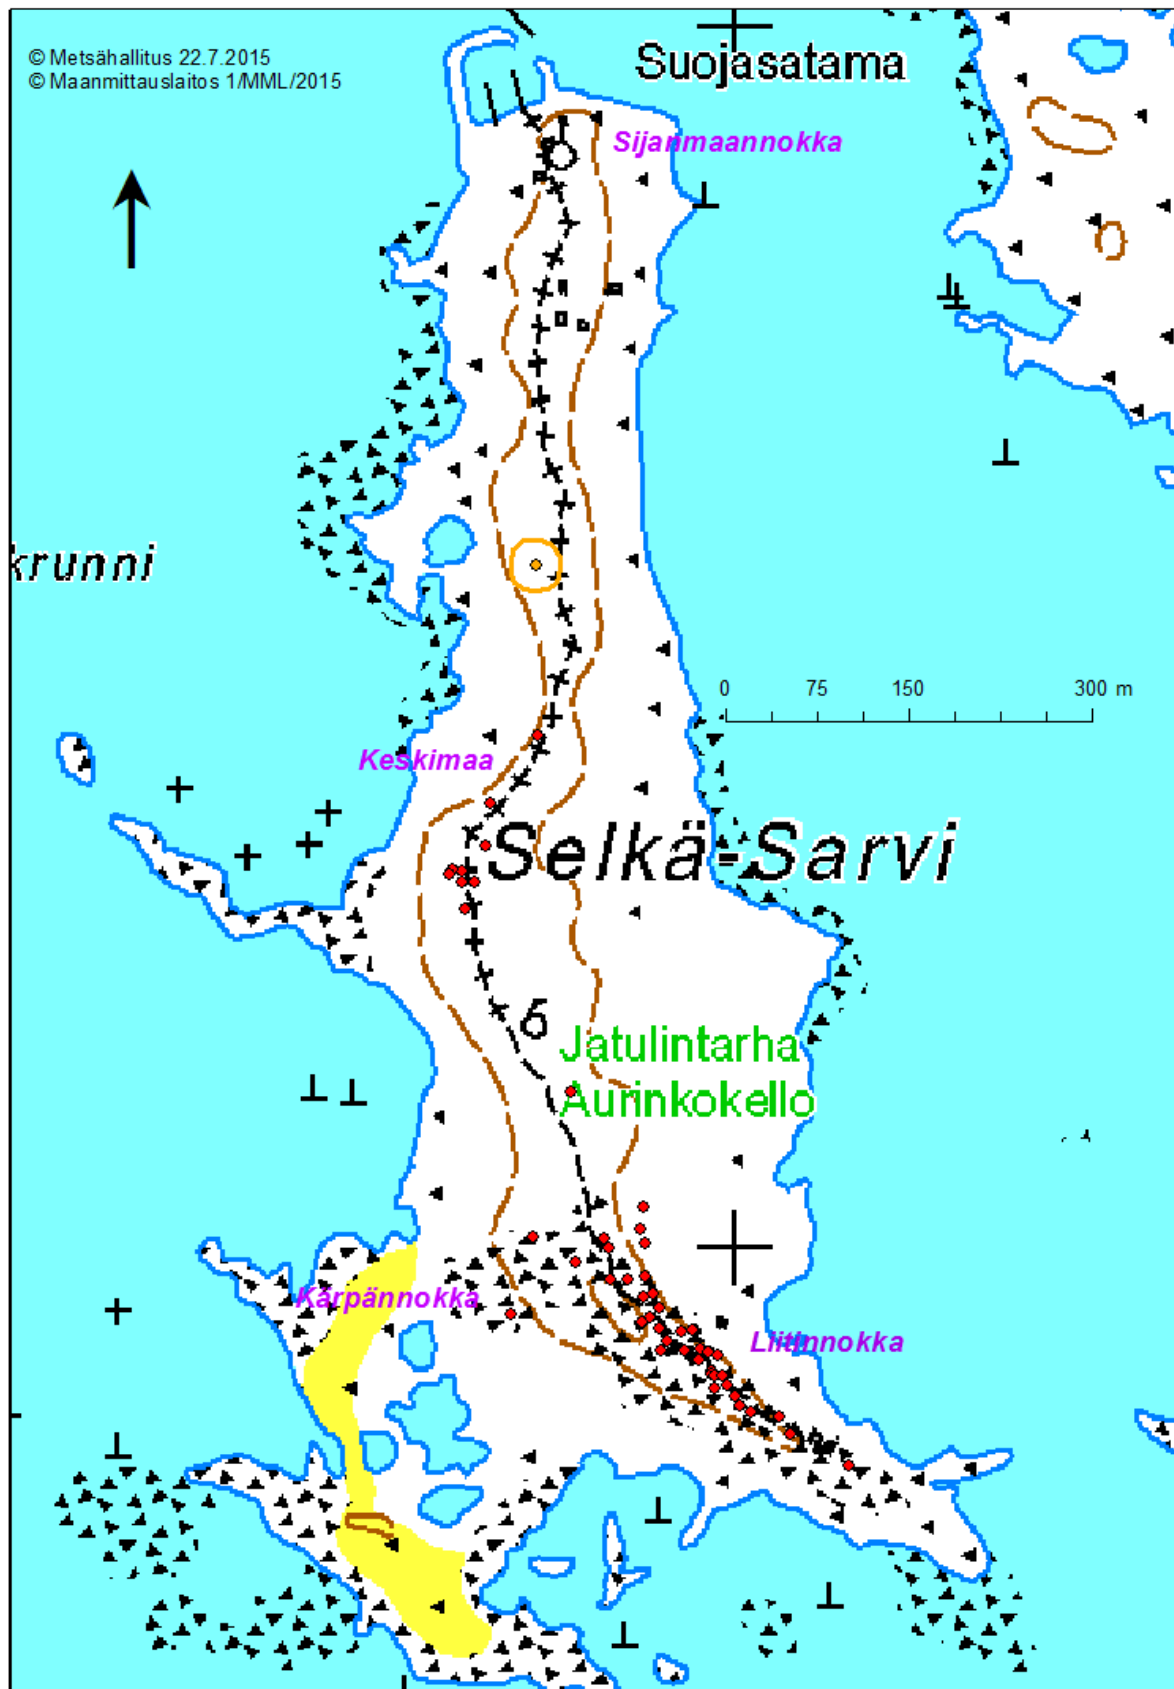 © Metsähallitus 22.7.2015
© Maanmittauslaitos 1/MML/2015
Suojasatama
Sijanmaannokka
krunni
0 75 150 300 m
Keskimaa
Selkä-Sarvi
6
Jatulintarha
Aurinkokello
Kärpännokka
Liitinnokka